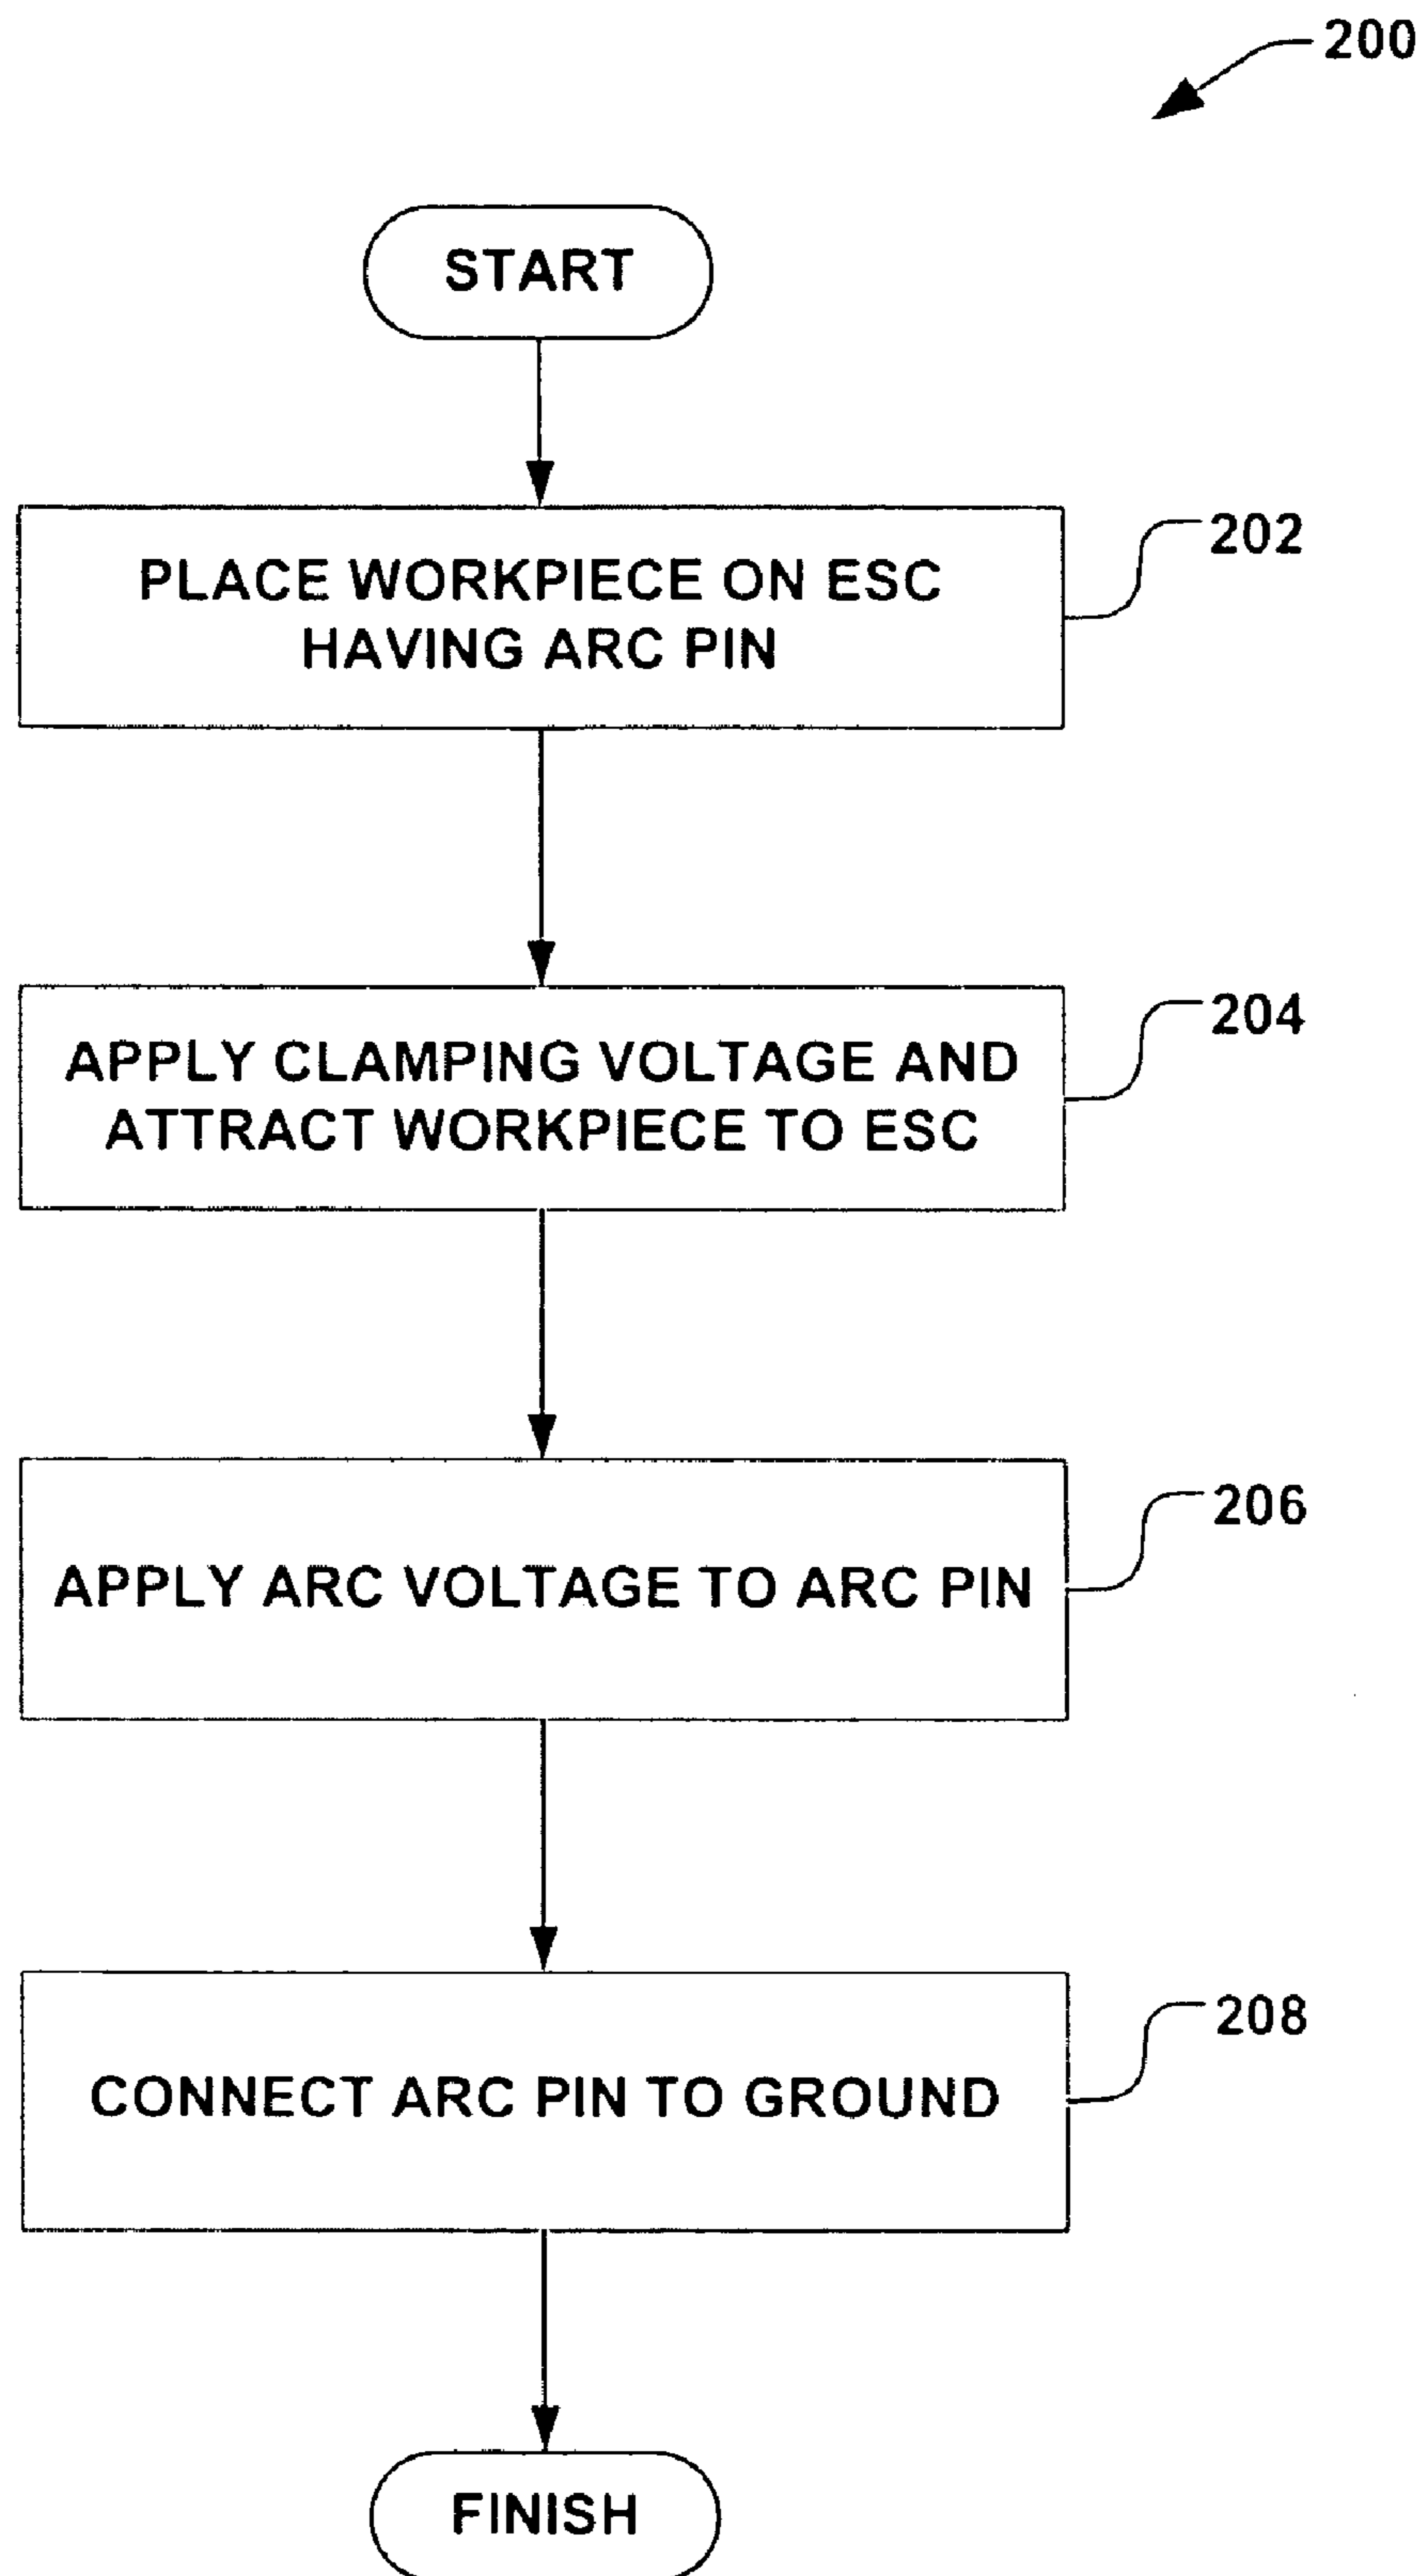 200
START
PLACE WORKPIECE ON ESC
HAVING ARC PIN
202
APPLY CLAMPING VOLTAGE AND
ATTRACT WORKPIECE TO ESC
204
APPLY ARC VOLTAGE TO ARC PIN
206
CONNECT ARC PIN TO GROUND
208
FINISH